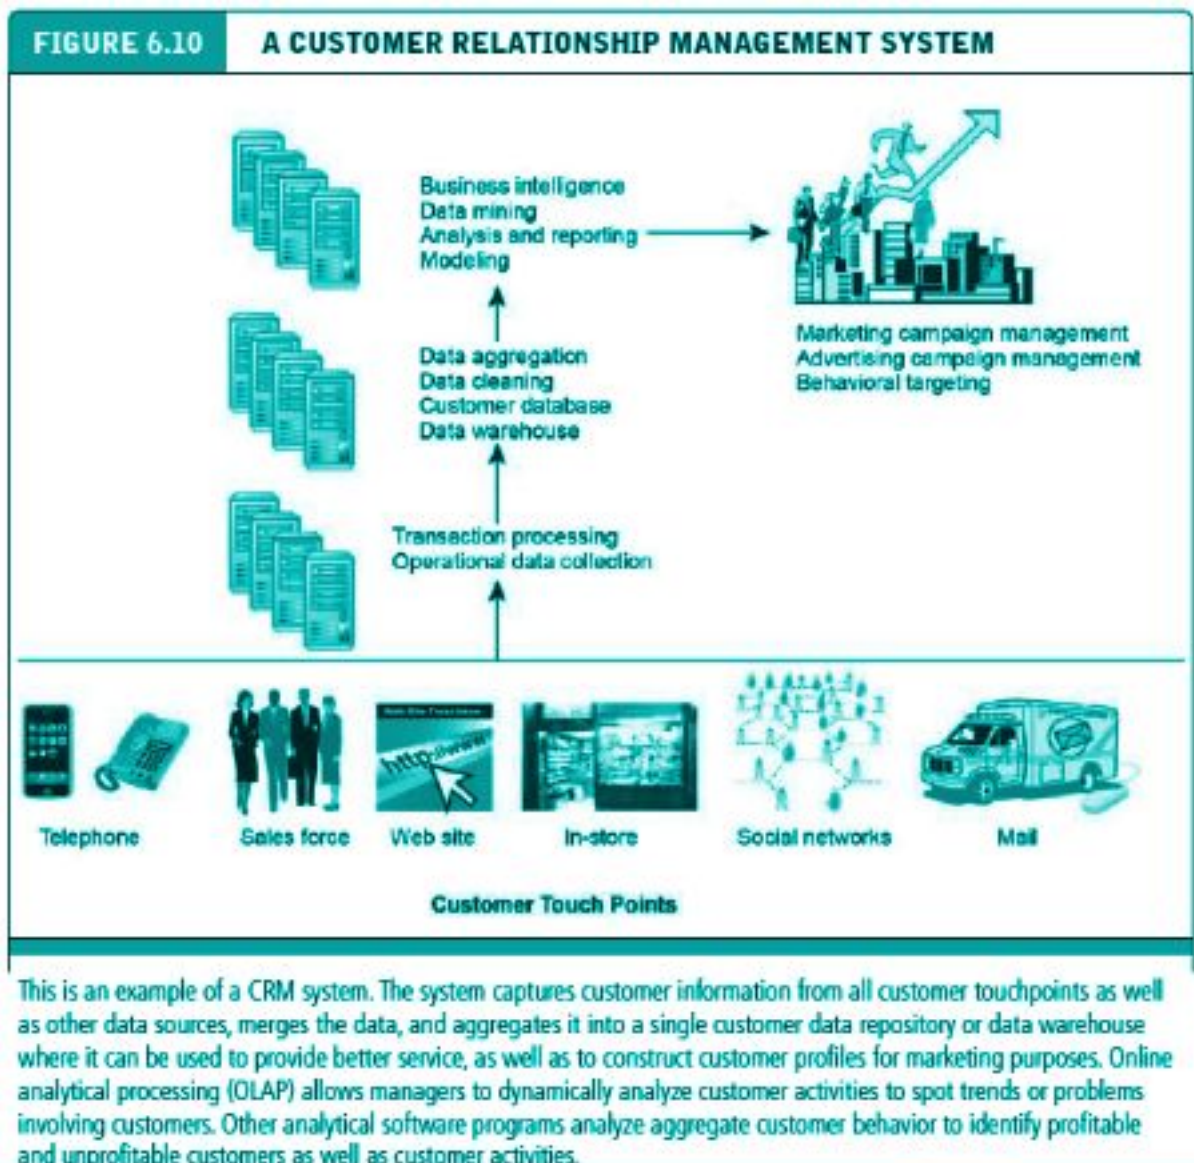 FIGURE 6.10 A CUSTOMER RELATIONSHIP MANAGEMENT SYSTEM
Business intelligence
Data mining
Analysis and reporting
Modeling
Marketing campaign management
Advertising campaign management
Behavioral targeting
Data aggregation
Data cleaning
Customer database
Data warehouse
Transaction processing
Operational data collection
http://www
Telephone
Sales force
Web site
In-store
Social networks
Mail
Customer Touch Points
This is an example of a CRM system. The system captures customer information from all customer touchpoints as well
as other data sources, merges the data, and aggregates it into a single customer data repository or data warehouse
where it can be used to provide better service, as well as to construct customer profiles for marketing purposes. Online
analytical processing (OLAP) allows managers to dynamically analyze customer activities to spot trends or problems
involving customers. Other analytical software programs analyze aggregate customer behavior to identify profitable
and unprofitable customers as well as customer activities.